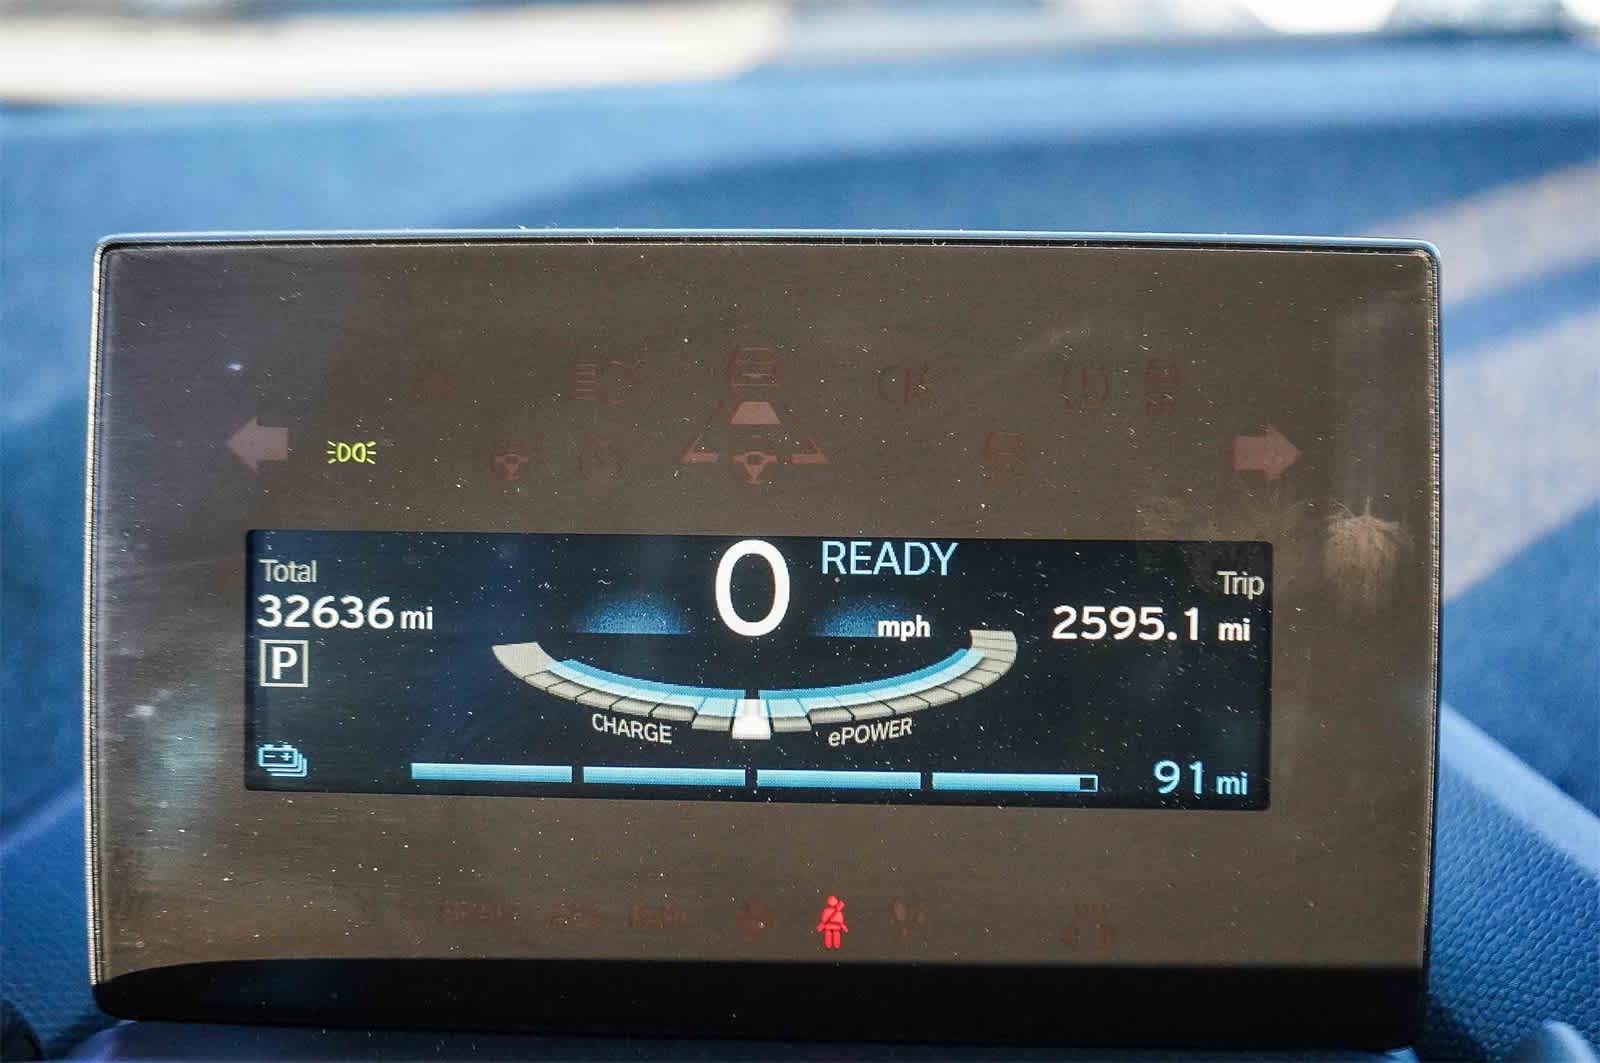 Total
32636 mi
P
0 READY
mph
Trip
2595.1 mi
CHARGE
ePOWER
91 mi